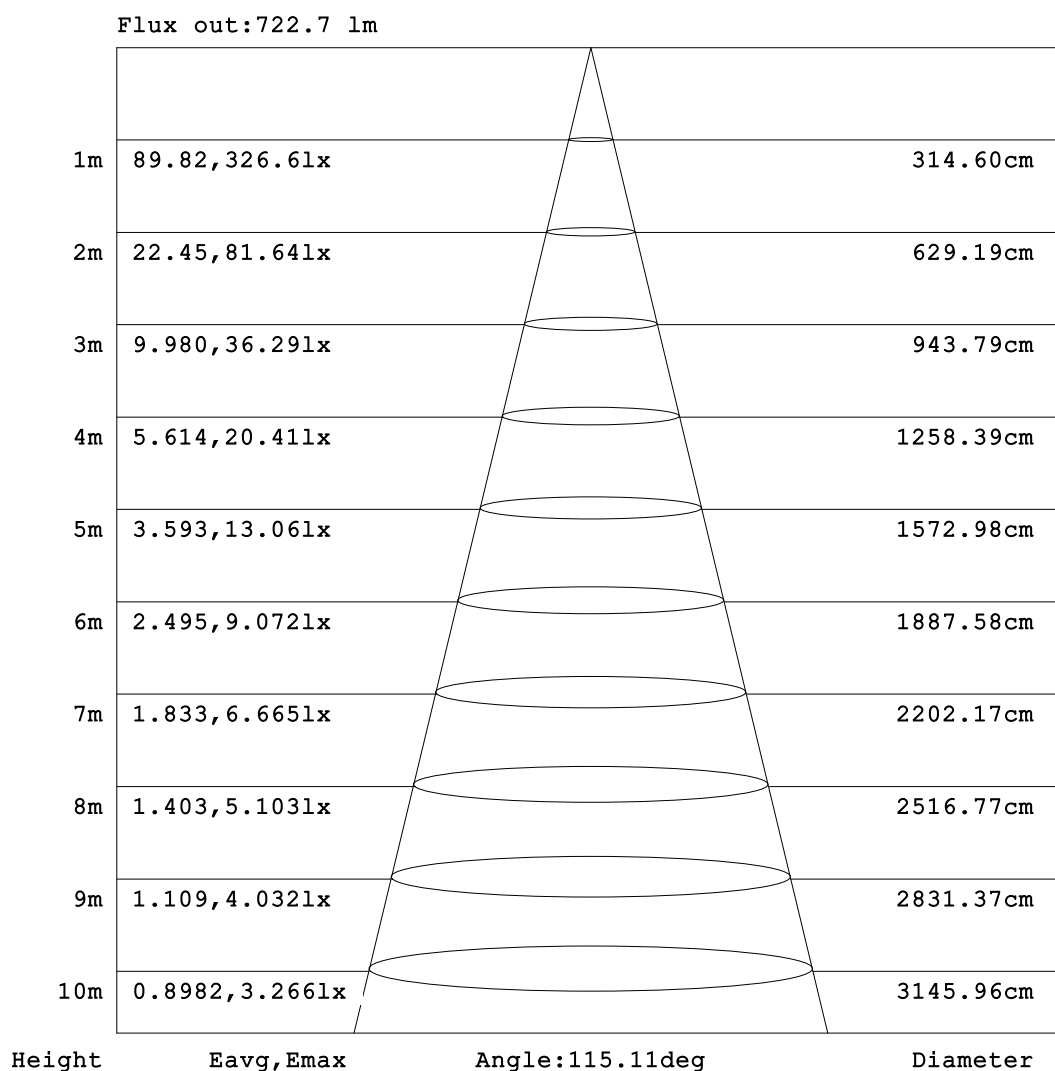 Flux out:722.7 lm
1m 89.82,326.6lx 314.60cm
2m 22.45,81.64lx 629.19cm
3m 9.980,36.29lx 943.79cm
4m 5.614,20.41lx 1258.39cm
5m 3.593,13.06lx 1572.98cm
6m 2.495,9.072lx 1887.58cm
7m 1.833,6.665lx 2202.17cm
8m 1.403,5.103lx 2516.77cm
9m 1.109,4.032lx 2831.37cm
10m 0.8982,3.266lx 3145.96cm
Height Eavg,Emax Angle:115.11deg Diameter